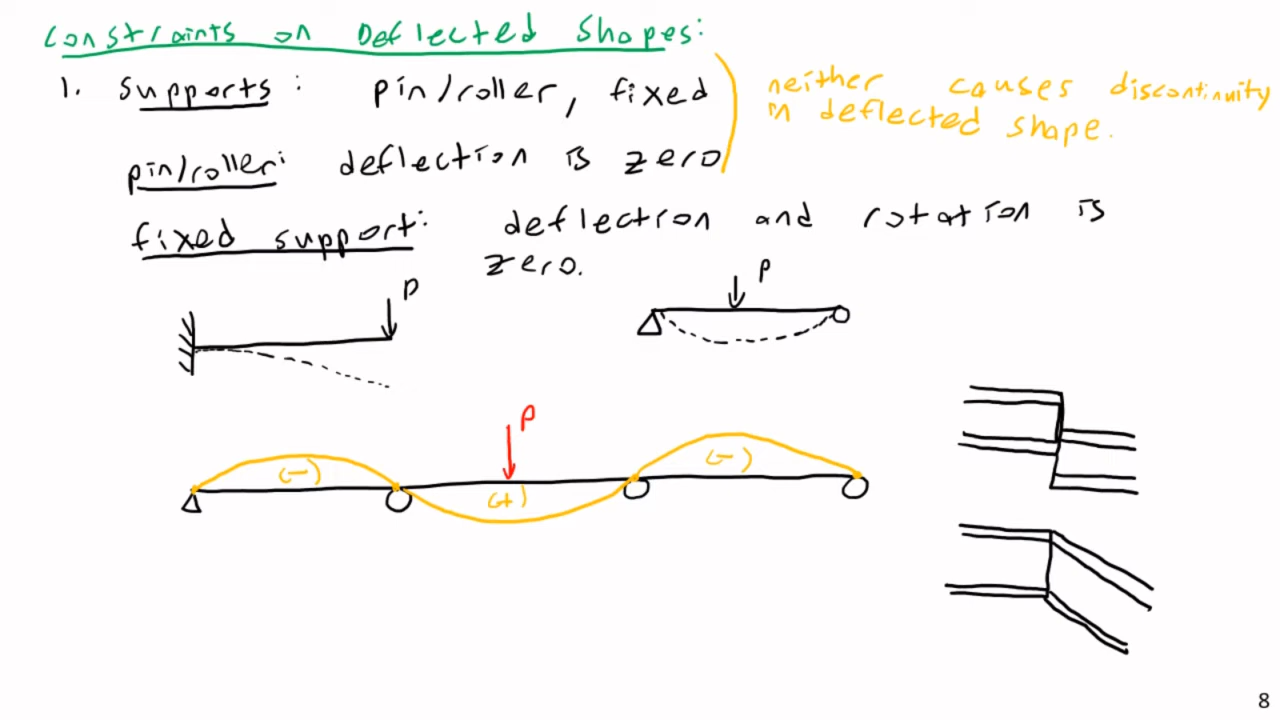 Constraints on Deflected Shapes:
1. Supports: pin/roller, fixed
neither causes discontinuity
in deflected shape.
pin/roller: deflection is zero
fixed support: deflection and rotation is
zero.
P
P
P
(-)
(+)
(-)
8